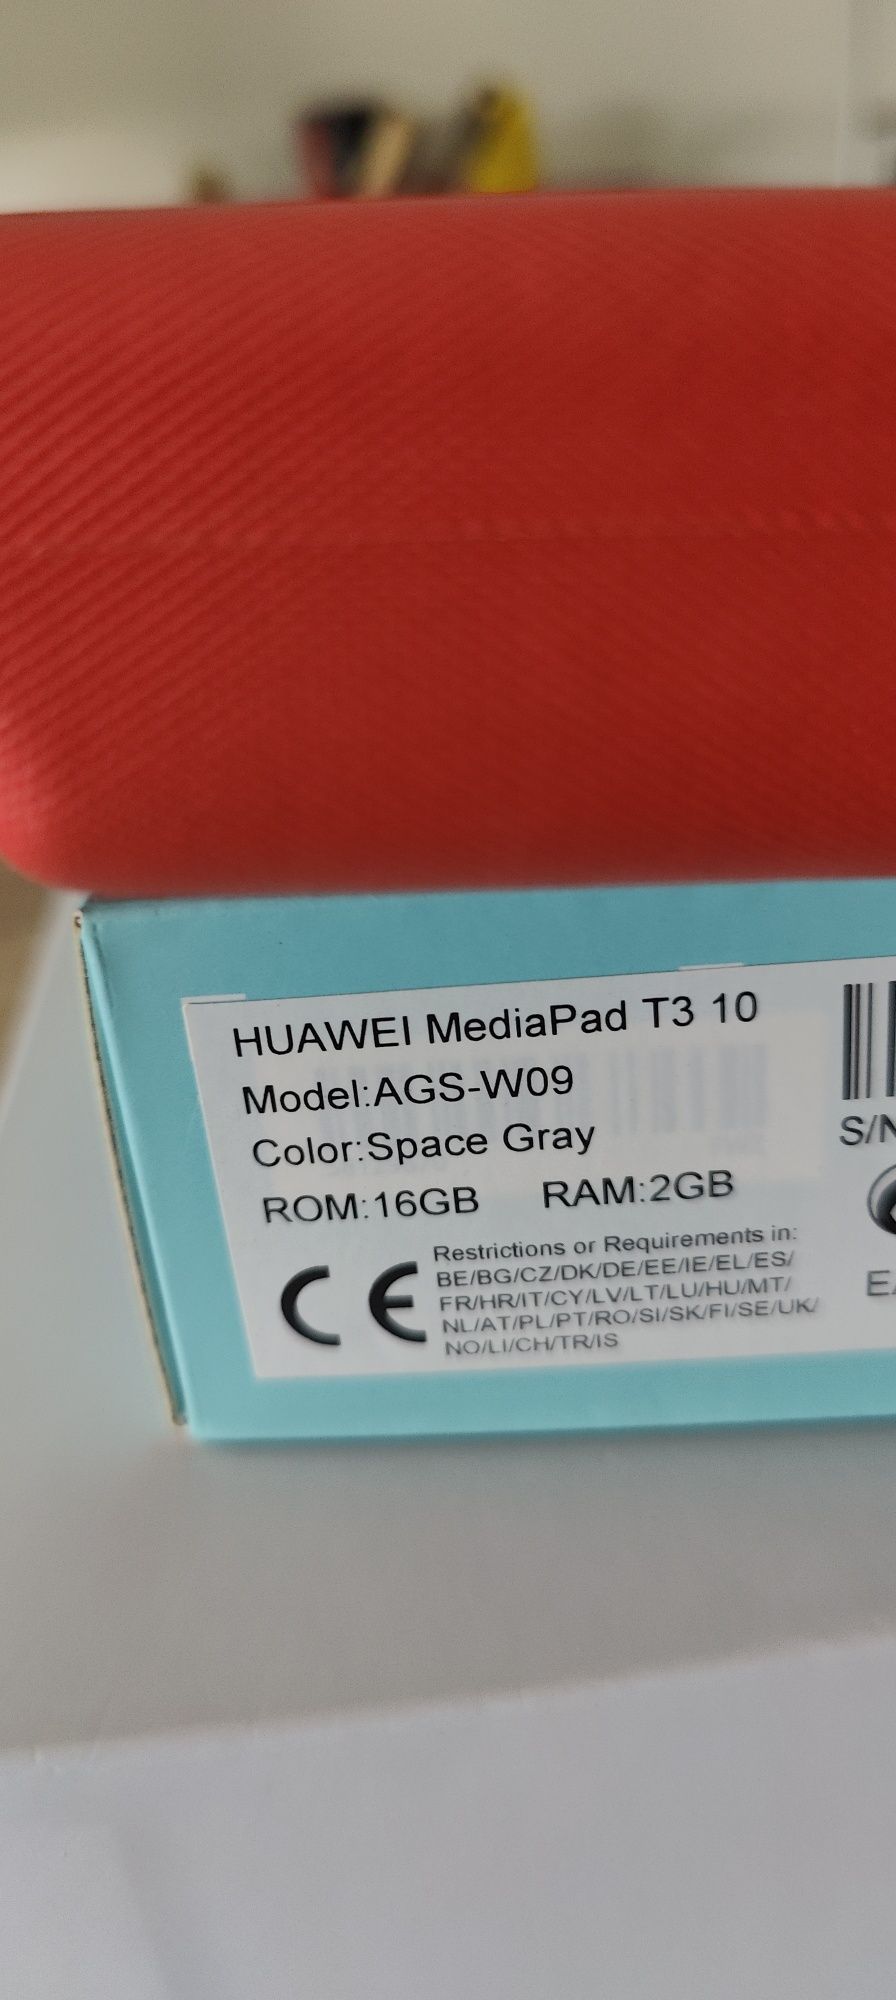 HUAWEI MediaPad T3 10
Model:AGS-W09
Color:Space Gray
ROM:16GB RAM:2GB
CE
Restrictions or Requirements in:
BE/BG/CZ/DK/DE/EE/IE/EL/ES/
FR/HR/IT/CY/LV/LT/LU/HU/MT/
NL/AT/PL/PT/RO/SI/SK/FI/SE/UK/
NO/LI/CH/TR/IS
S/N